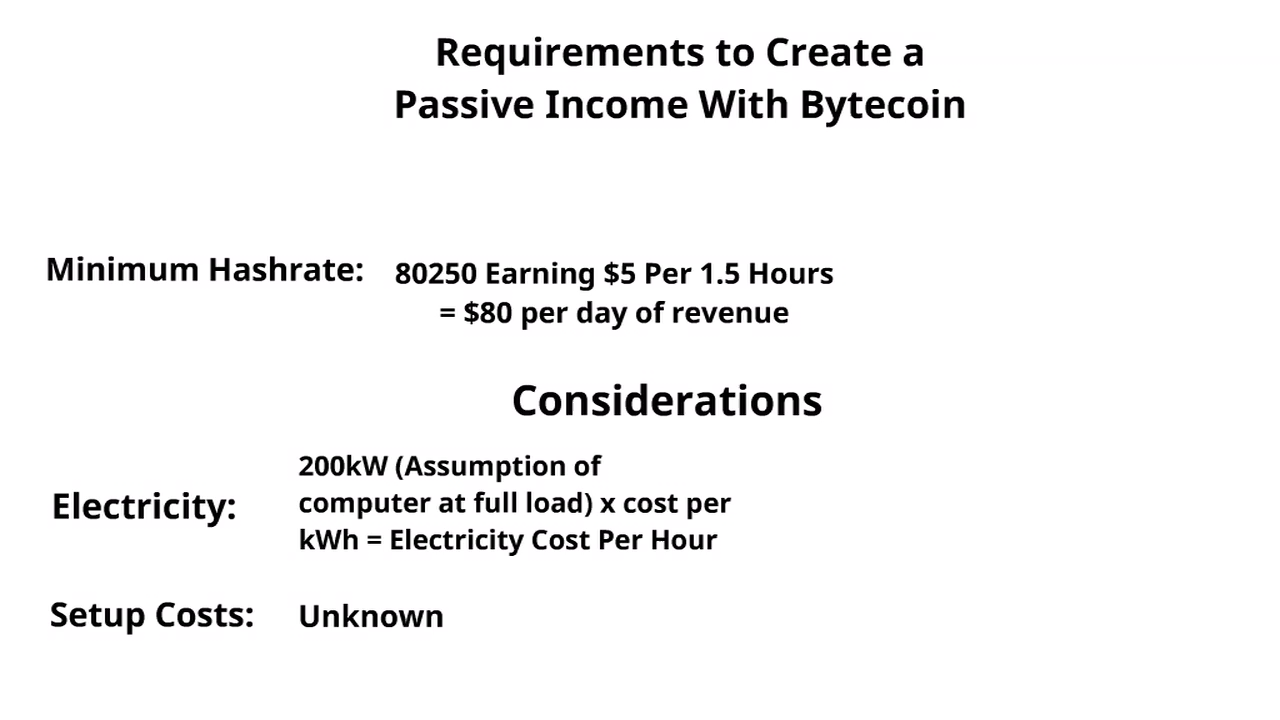 Requirements to Create a
Passive Income With Bytecoin
Minimum Hashrate:
80250 Earning $5 Per 1.5 Hours
= $80 per day of revenue
Considerations
Electricity:
200kW (Assumption of
computer at full load) x cost per
kWh = Electricity Cost Per Hour
Setup Costs:
Unknown